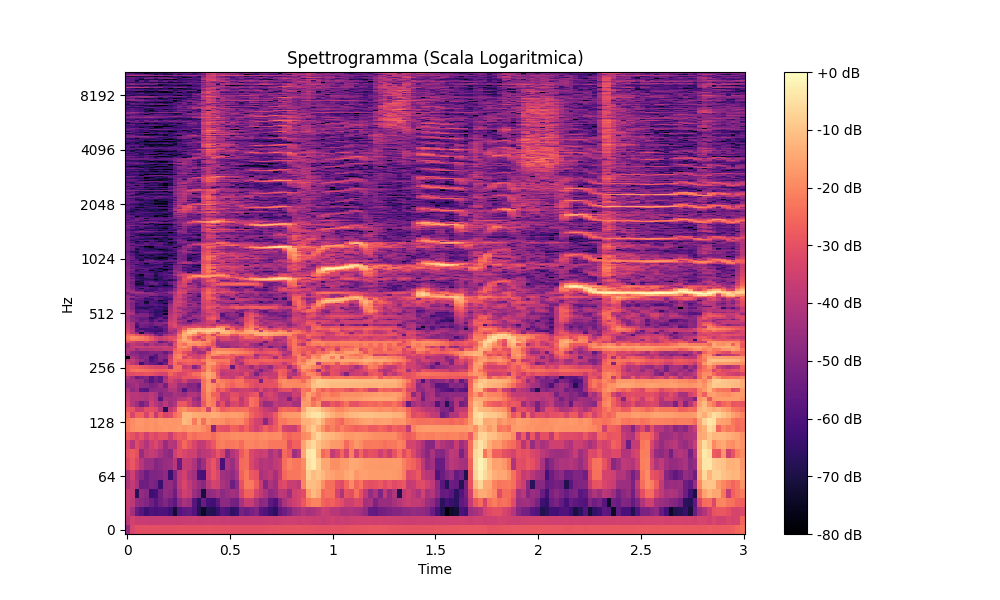 Spettrogramma (Scala Logaritmica)
8192
4096
2048
1024
512
256
128
64
0
Hz
0
0.5
1
1.5
2
2.5
3
Time
+0 dB
-10 dB
-20 dB
-30 dB
-40 dB
-50 dB
-60 dB
-70 dB
-80 dB